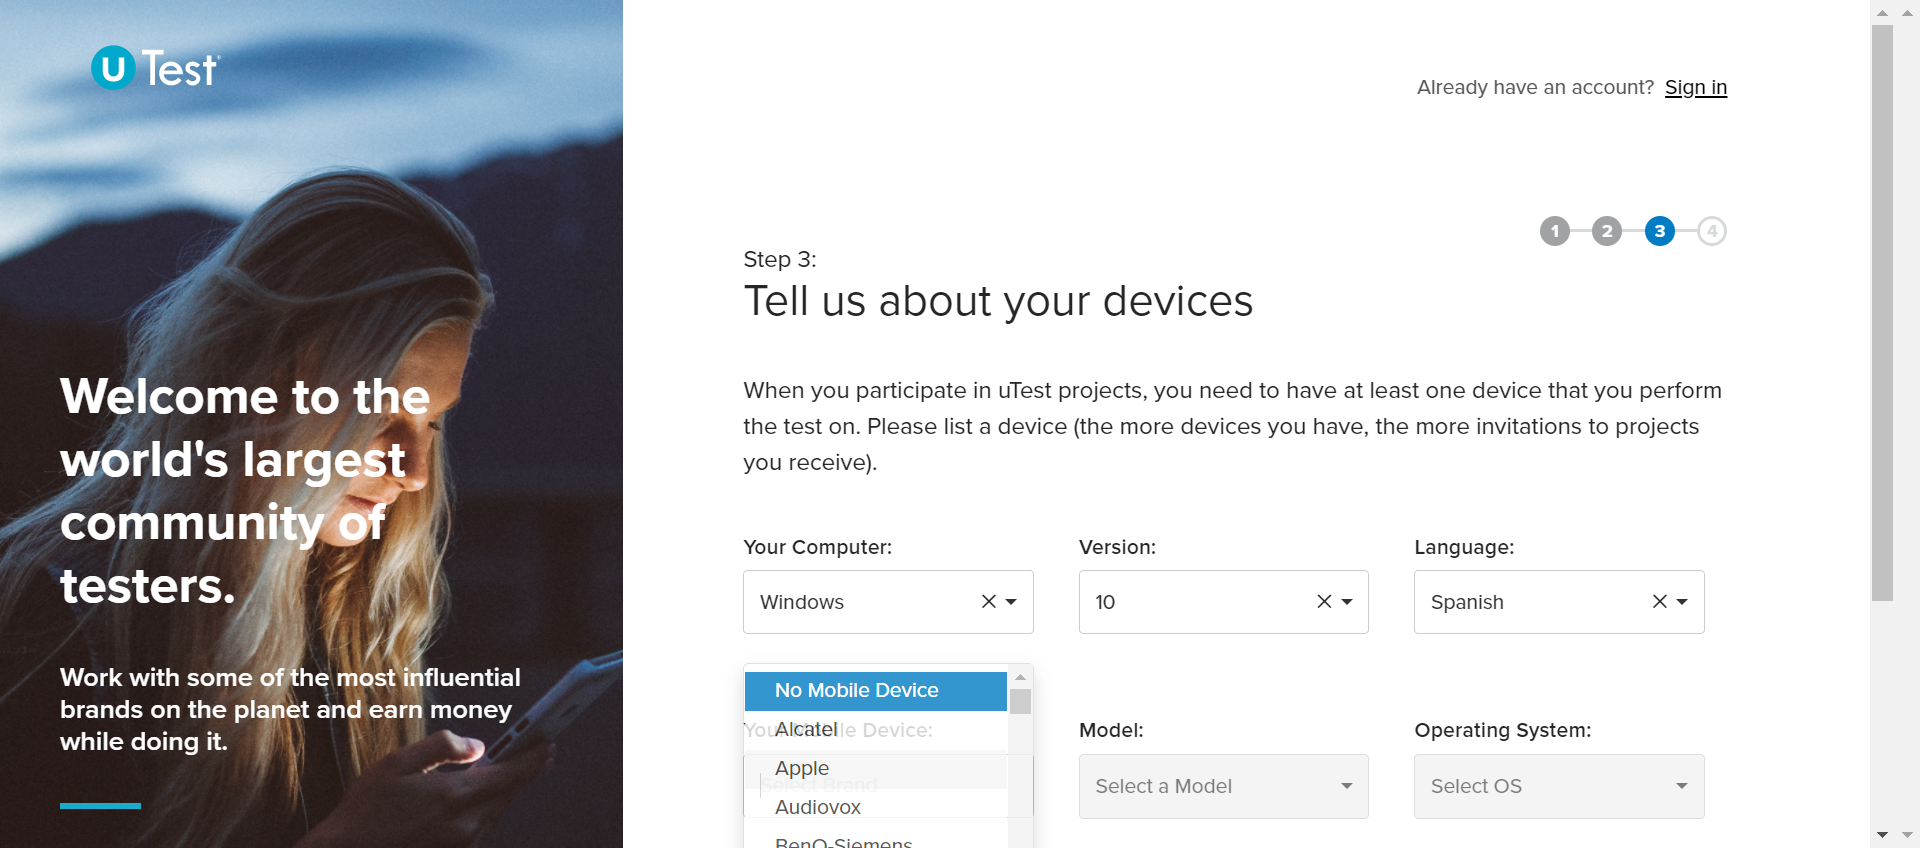 u Test
Already have an account? Sign in
1 2 3 4
Step 3:
Tell us about your devices
When you participate in uTest projects, you need to have at least one device that you perform
the test on. Please list a device (the more devices you have, the more invitations to projects
you receive).
Your Computer: Version: Language:
Windows 10 Spanish
No Mobile Device
Your Mobile Device: Model: Operating System:
Alcatel
Apple
Select Brand Select a Model Select OS
Audiovox
BenQ-Siemens
Welcome to the
world's largest
community of
testers.
Work with some of the most influential
brands on the planet and earn money
while doing it.